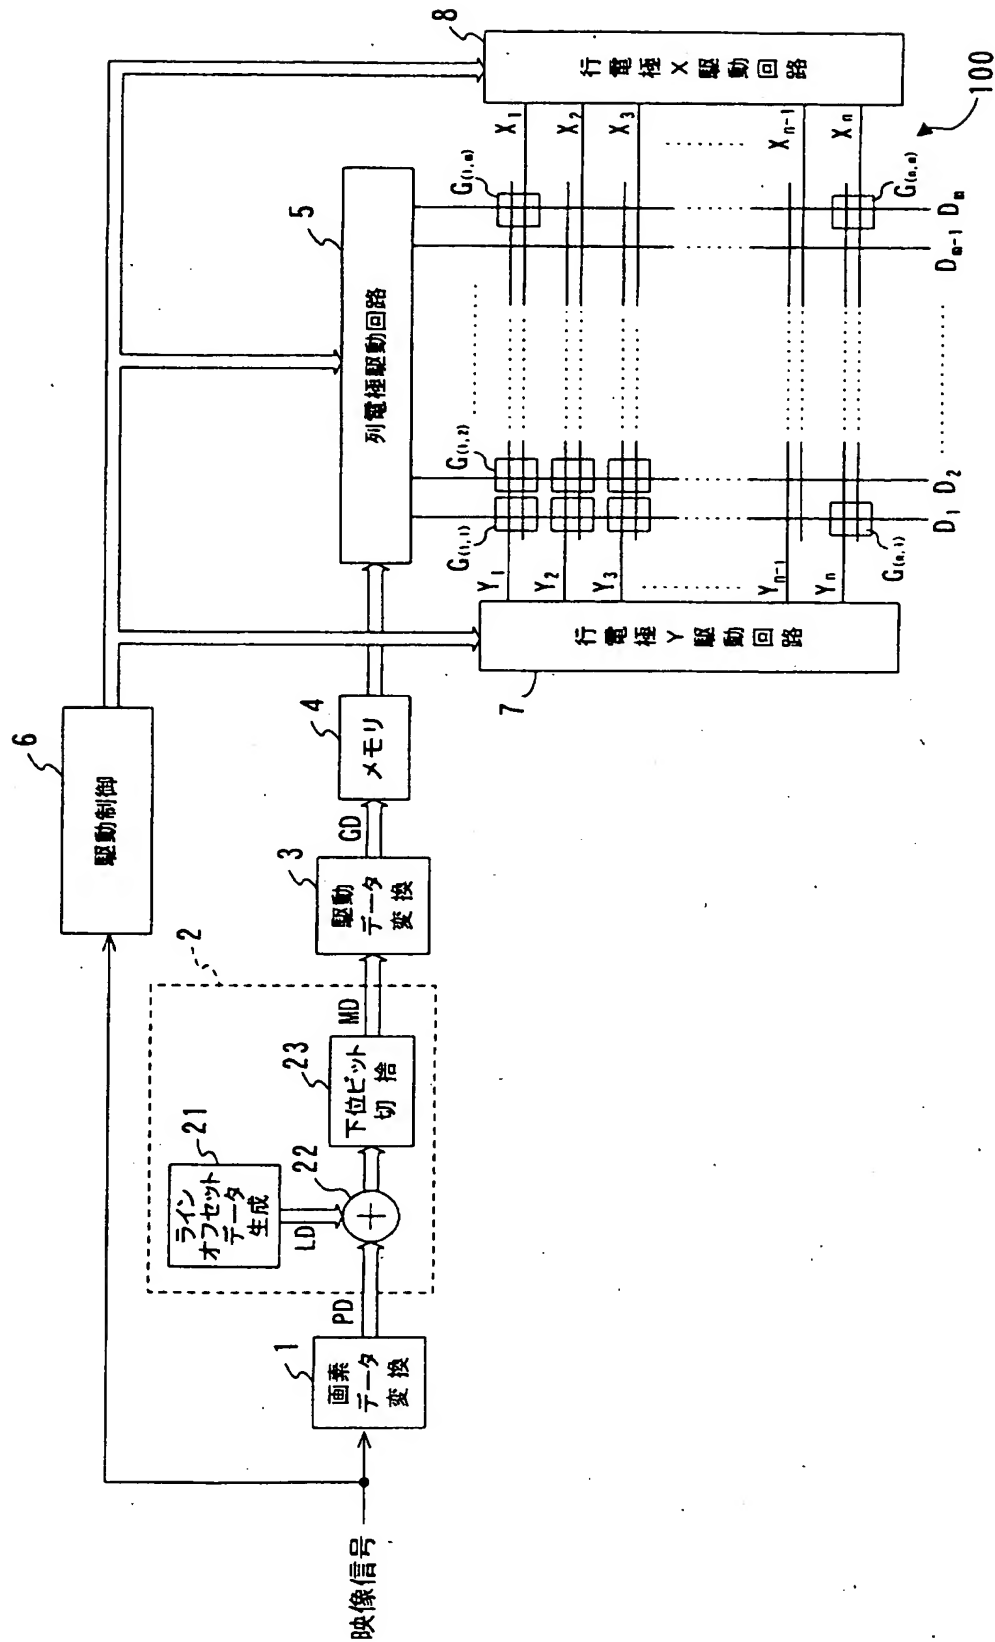 映像信号
1
画素
データ
変換
PD
2
21
ライン
オフセット
データ
生成
LD
22
23
下位ビット
切捨
MD
3
駆動
データ
変換
GD
4
メモリ
6
駆動制御
5
列電極駆動回路
7
行電極Y駆動回路
8
行電極X駆動回路
100
Y1
Y2
Y3
Yn-1
Yn
X1
X2
X3
Xn-1
Xn
G(1,1)
G(1,2)
G(1,m)
G(n,1)
G(n,m)
D1
D2
Dm-1
Dm